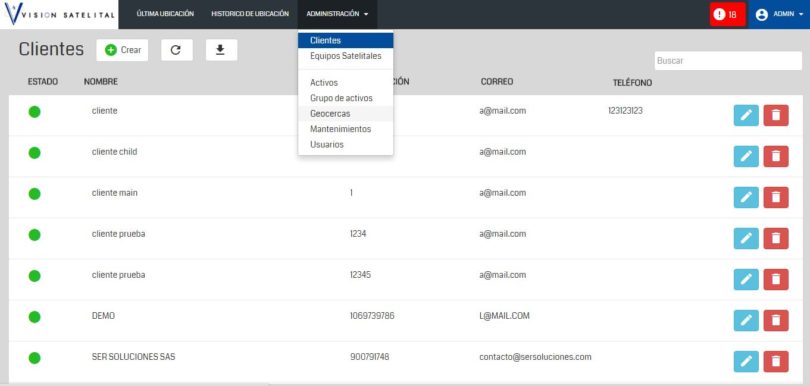 VISION SATELITAL
ÚLTIMA UBICACIÓN HISTORICO DE UBICACIÓN ADMINISTRACIÓN 18 ADMIN
Clientes Crear
Clientes
Equipos Satelitales
Activos
Grupo de activos
Geocercas
Mantenimientos
Usuarios
Buscar
ESTADO NOMBRE CORREO TELÉFONO
cliente a@mail.com 123123123
cliente child a@mail.com
cliente main 1 a@mail.com
cliente prueba 1234 a@mail.com
cliente prueba 12345 a@mail.com
DEMO 1069739786 L@MAIL.COM
SER SOLUCIONES SAS 900791748 contacto@sersoluciones.com